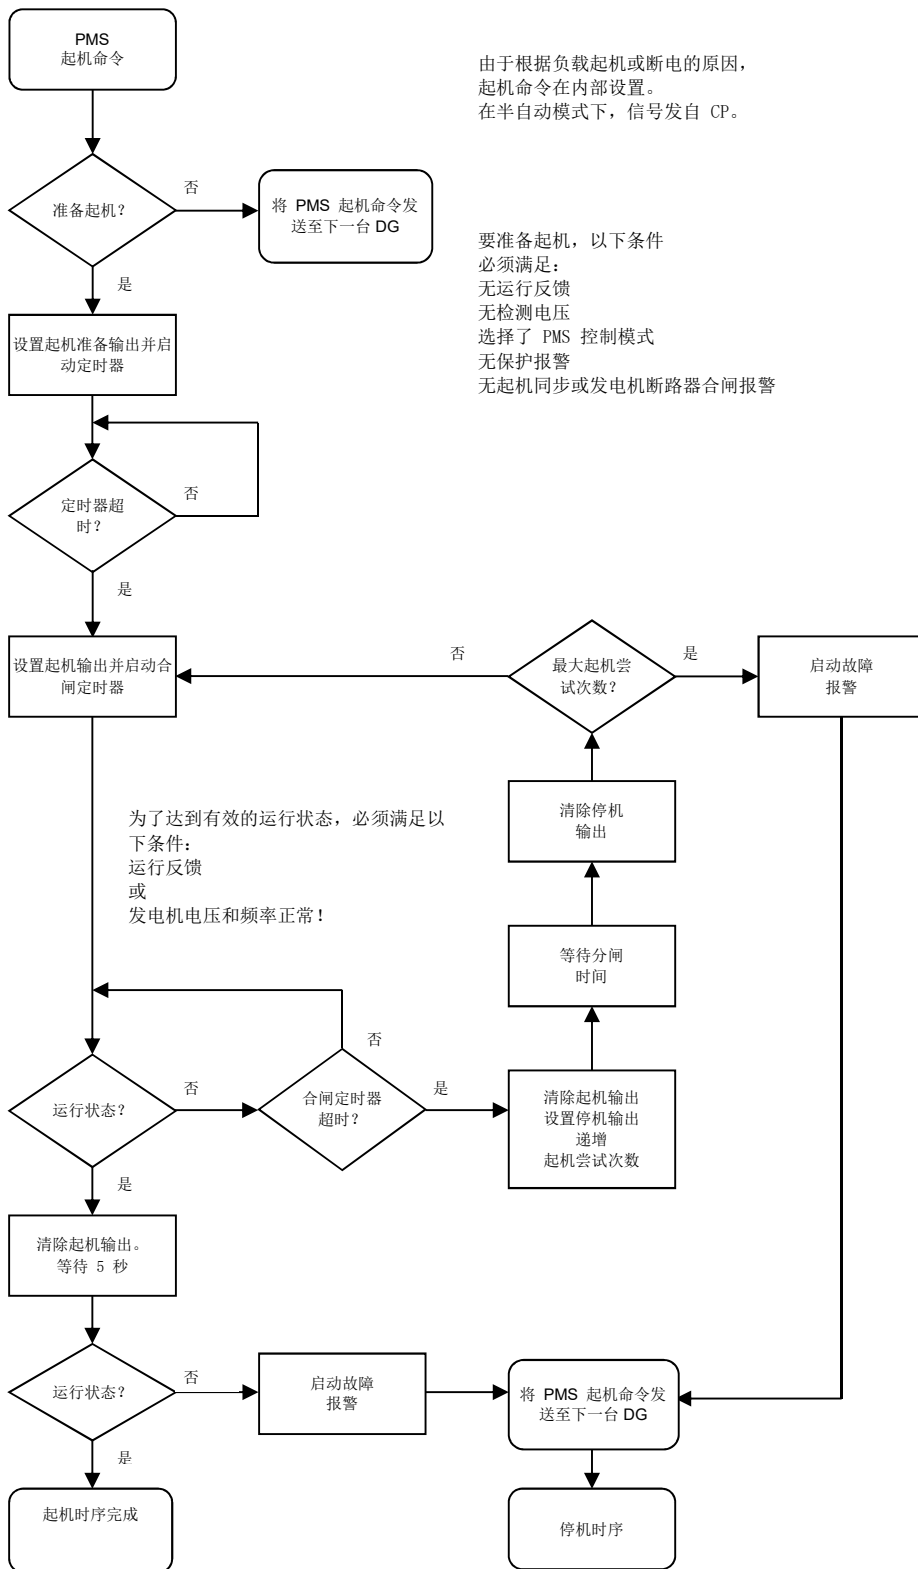 PMS
起机命令
由于根据负载起机或断电的原因，
起机命令在内部设置。
在半自动模式下，信号发自 CP。
准备起机？
否
将 PMS 起机命令发
送至下一台 DG
是
要准备起机，以下条件
必须满足：
无运行反馈
无检测电压
选择了 PMS 控制模式
无保护报警
无起机同步或发电机断路器合闸报警
设置起机准备输出并启
动定时器
定时器超
时？
否
是
设置起机输出并启动合
闸定时器
否
最大起机尝
试次数？
是
启动故障
报警
清除停机
输出
为了达到有效的运行状态，必须满足以
下条件：
运行反馈
或
发电机电压和频率正常！
等待分闸
时间
否
运行状态？
否
合闸定时器
超时？
是
清除起机输出
设置停机输出
递增
起机尝试次数
是
清除起机输出。
等待 5 秒
运行状态？
否
启动故障
报警
将 PMS 起机命令发
送至下一台 DG
是
起机时序完成
停机时序